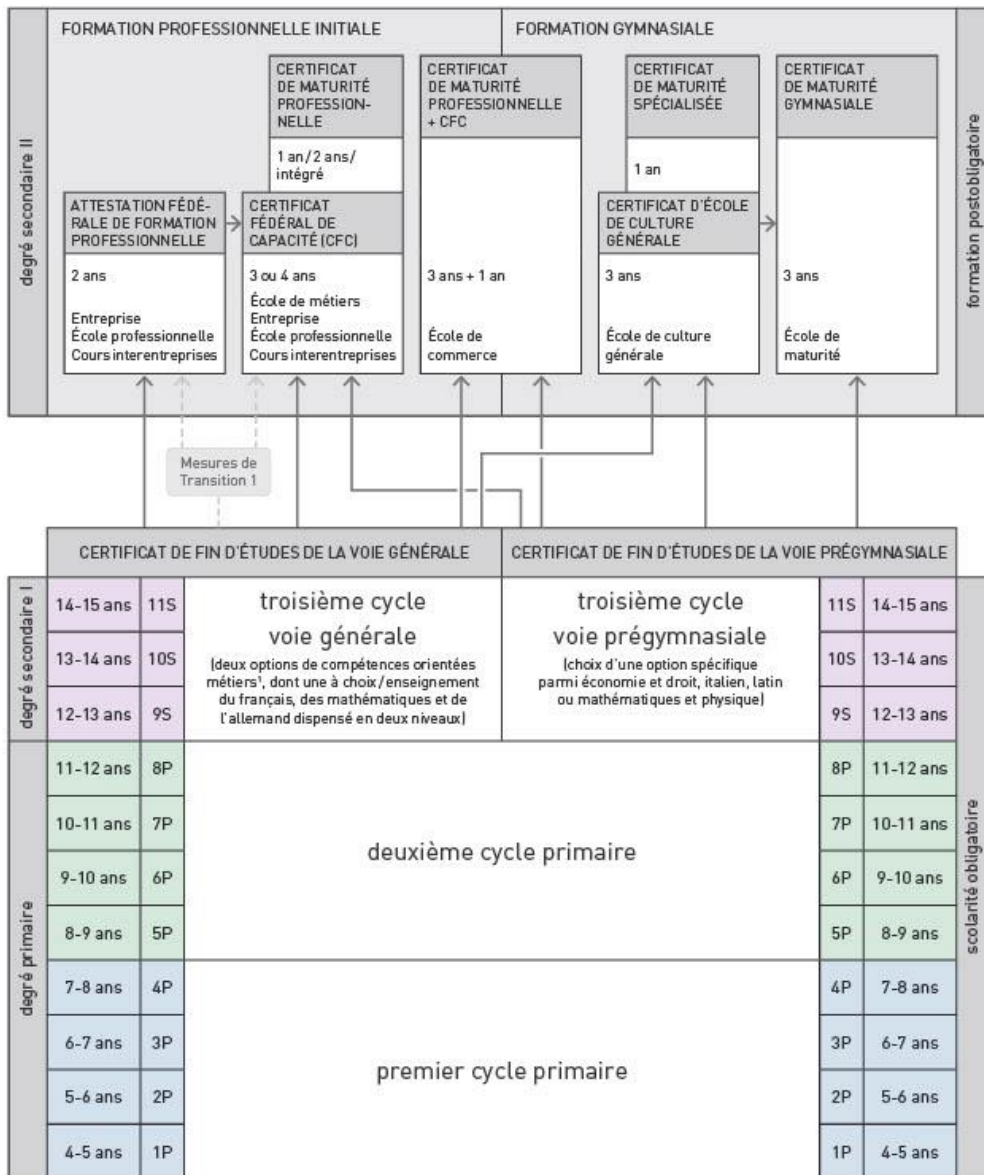 degré secondaire II
FORMATION PROFESSIONNELLE INITIALE
FORMATION GYMNASIALE
formation postobligatoire
CERTIFICAT
DE MATURITÉ
PROFESSION-
NELLE
1 an/2 ans/
intégré
CERTIFICAT
DE MATURITÉ
PROFESSIONNELLE
+ CFC
CERTIFICAT
DE MATURITÉ
SPÉCIALISÉE
1 an
CERTIFICAT
DE MATURITÉ
GYMNASIALE
ATTESTATION FÉDÉ-
RALE DE FORMATION
PROFESSIONNELLE
2 ans
Entreprise
École professionnelle
Cours interentreprises
CERTIFICAT
FÉDÉRAL DE
CAPACITÉ (CFC)
3 ou 4 ans
École de métiers
Entreprise
École professionnelle
Cours interentreprises
3 ans + 1 an
École de
commerce
CERTIFICAT D'ÉCOLE
DE CULTURE
GÉNÉRALE
3 ans
École de culture
générale
3 ans
École de
maturité
Mesures de
Transition 1
CERTIFICAT DE FIN D'ÉTUDES DE LA VOIE GÉNÉRALE
CERTIFICAT DE FIN D'ÉTUDES DE LA VOIE PRÉGYMNASIALE
degré secondaire I
14-15 ans 11S
13-14 ans 10S
12-13 ans 9S
troisième cycle
voie générale
(deux options de compétences orientées
métiers¹, dont une à choix/enseignement
du français, des mathématiques et de
l'allemand dispensé en deux niveaux)
troisième cycle
voie prégymnasiale
(choix d'une option spécifique
parmi économie et droit, italien, latin
ou mathématiques et physique)
11S 14-15 ans
10S 13-14 ans
9S 12-13 ans
scolarité obligatoire
degré primaire
11-12 ans 8P
10-11 ans 7P
9-10 ans 6P
8-9 ans 5P
deuxième cycle primaire
8P 11-12 ans
7P 10-11 ans
6P 9-10 ans
5P 8-9 ans
7-8 ans 4P
6-7 ans 3P
5-6 ans 2P
4-5 ans 1P
premier cycle primaire
4P 7-8 ans
3P 6-7 ans
2P 5-6 ans
1P 4-5 ans